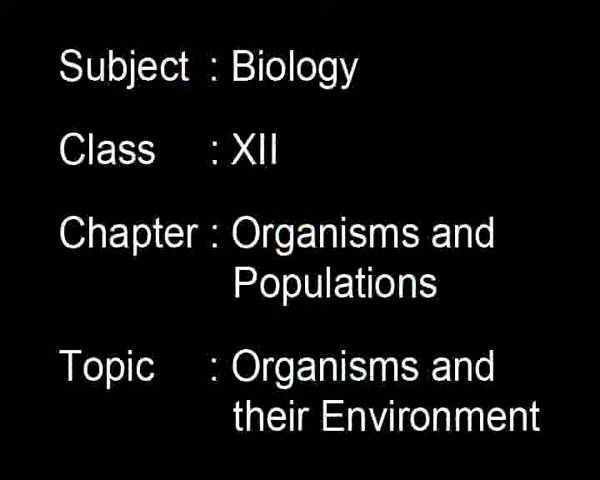 Subject : Biology
Class : XII
Chapter : Organisms and
Populations
Topic : Organisms and
their Environment